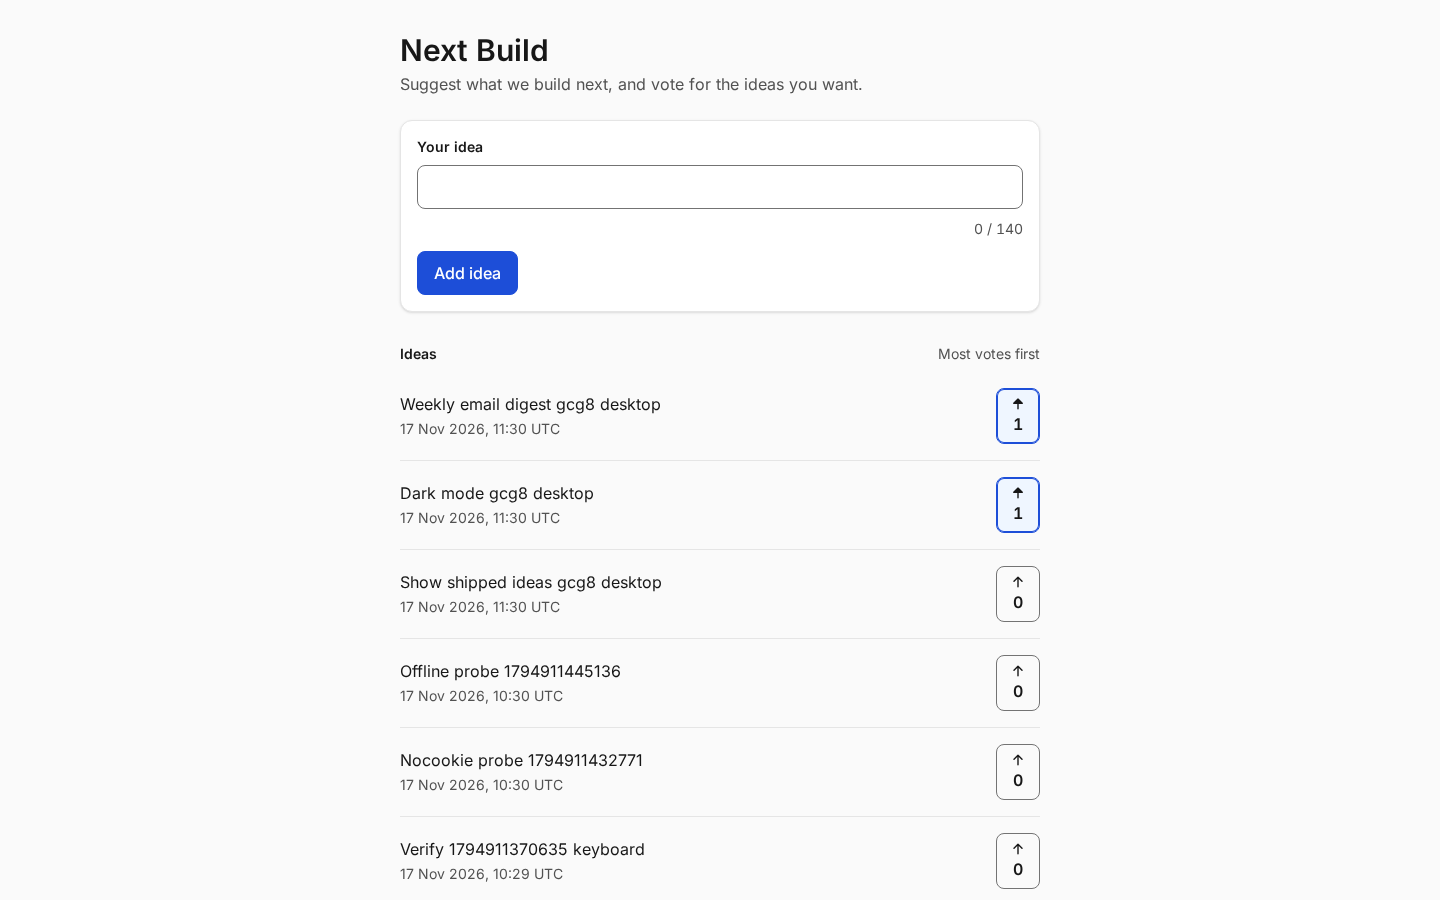 Next Build
Suggest what we build next, and vote for the ideas you want.
Your idea
0 / 140
Add idea
Ideas
Most votes first
Weekly email digest gcg8 desktop
17 Nov 2026, 11:30 UTC
1
Dark mode gcg8 desktop
17 Nov 2026, 11:30 UTC
1
Show shipped ideas gcg8 desktop
17 Nov 2026, 11:30 UTC
0
Offline probe 1794911445136
17 Nov 2026, 10:30 UTC
0
Nocookie probe 1794911432771
17 Nov 2026, 10:30 UTC
0
Verify 1794911370635 keyboard
17 Nov 2026, 10:29 UTC
0